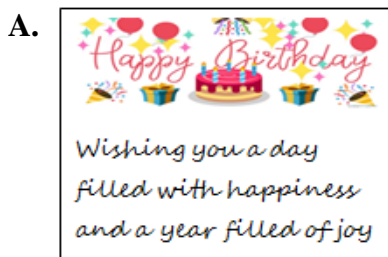 A.
Happy Birthday
Wishing you a day
filled with happiness
and a year filled of joy